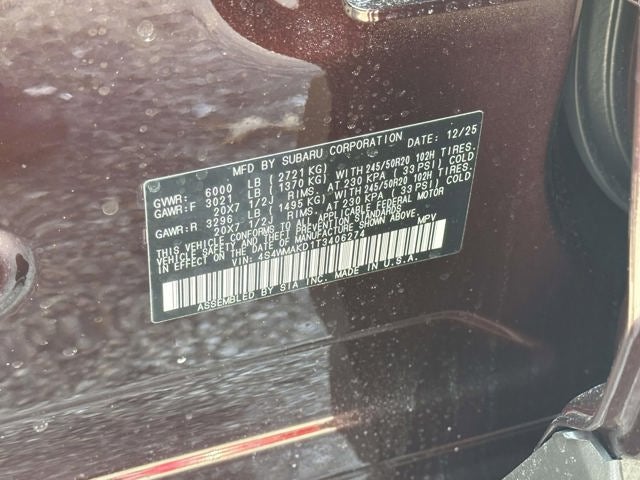 MFD BY SUBARU CORPORATION DATE: 12/25
GVWR: 6000 LB (2721 KG)
GAWR:F 3021 LB (1370 KG) WITH 245/50R20 102H TIRES.
20X7 1/2J RIMS. AT 230 KPA (33 PSI) COLD
GAWR:R 3296 LB (1495 KG) WITH 245/50R20 102H TIRES.
20X7 1/2J RIMS. AT 230 KPA (33 PSI) COLD
THIS VEHICLE CONFORMS TO ALL APPLICABLE FEDERAL MOTOR
VEHICLE SAFETY AND THEFT PREVENTION STANDARDS
IN EFFECT ON THE DATE OF MANUFACTURE SHOWN ABOVE.
VIN: 4S4WMAKD1T3406274 MPV
ASSEMBLED BY SIA INC. MADE IN U.S.A.